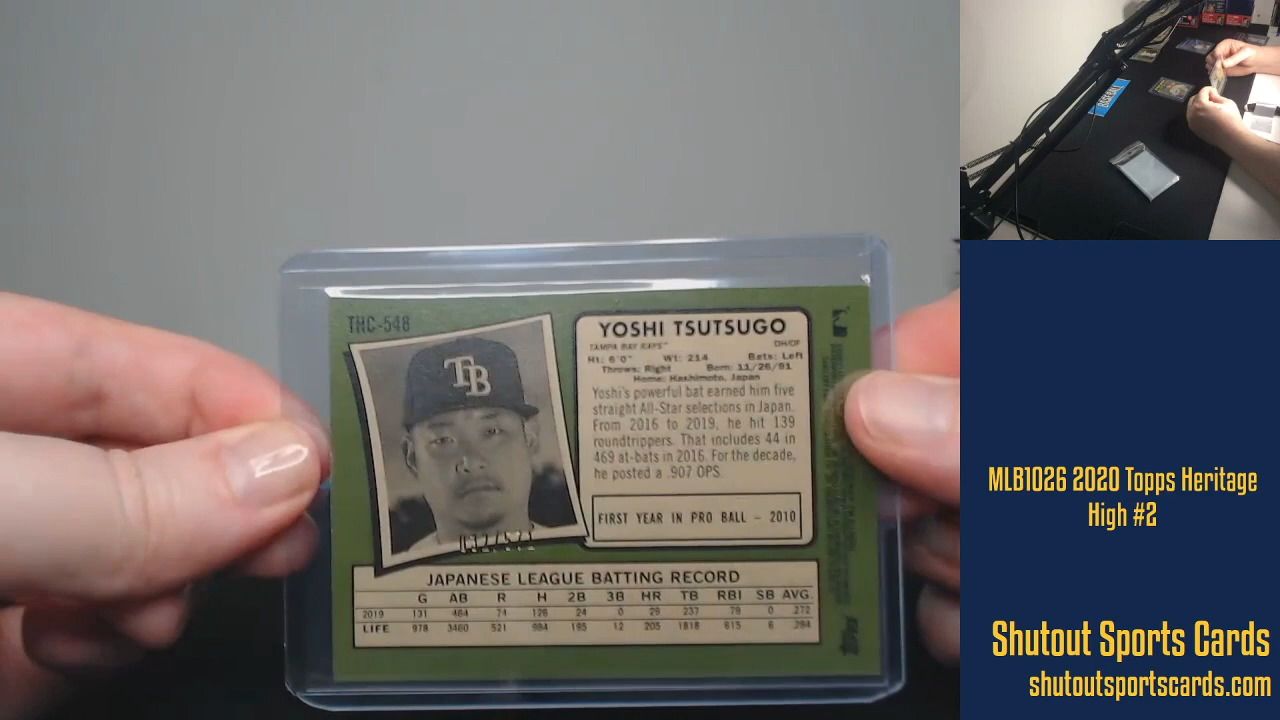 THC-548
YOSHI TSUTSUGO
TAMPA BAY RAYS™ DH/OF
Ht: 6'0" Wt: 214 Bats: Left
Throws: Right Born: 11/26/91
Home: Hashimoto, Japan
Yoshi's powerful bat earned him five
straight All-Star selections in Japan.
From 2016 to 2019, he hit 139
roundtrippers. That includes 44 in
469 at-bats in 2016. For the decade,
he posted a .907 OPS.
FIRST YEAR IN PRO BALL – 2010
TB
JAPANESE LEAGUE BATTING RECORD
G AB R H 2B 3B HR TB RBI SB AVG.
2019 131 464 74 126 24 0 29 237 79 0 .272
LIFE 978 3460 521 984 195 12 205 1818 615 6 .284
Topps
BASEBALL
MLB1026 2020 Topps Heritage
High #2
Shutout Sports Cards
shutoutsportscards.com